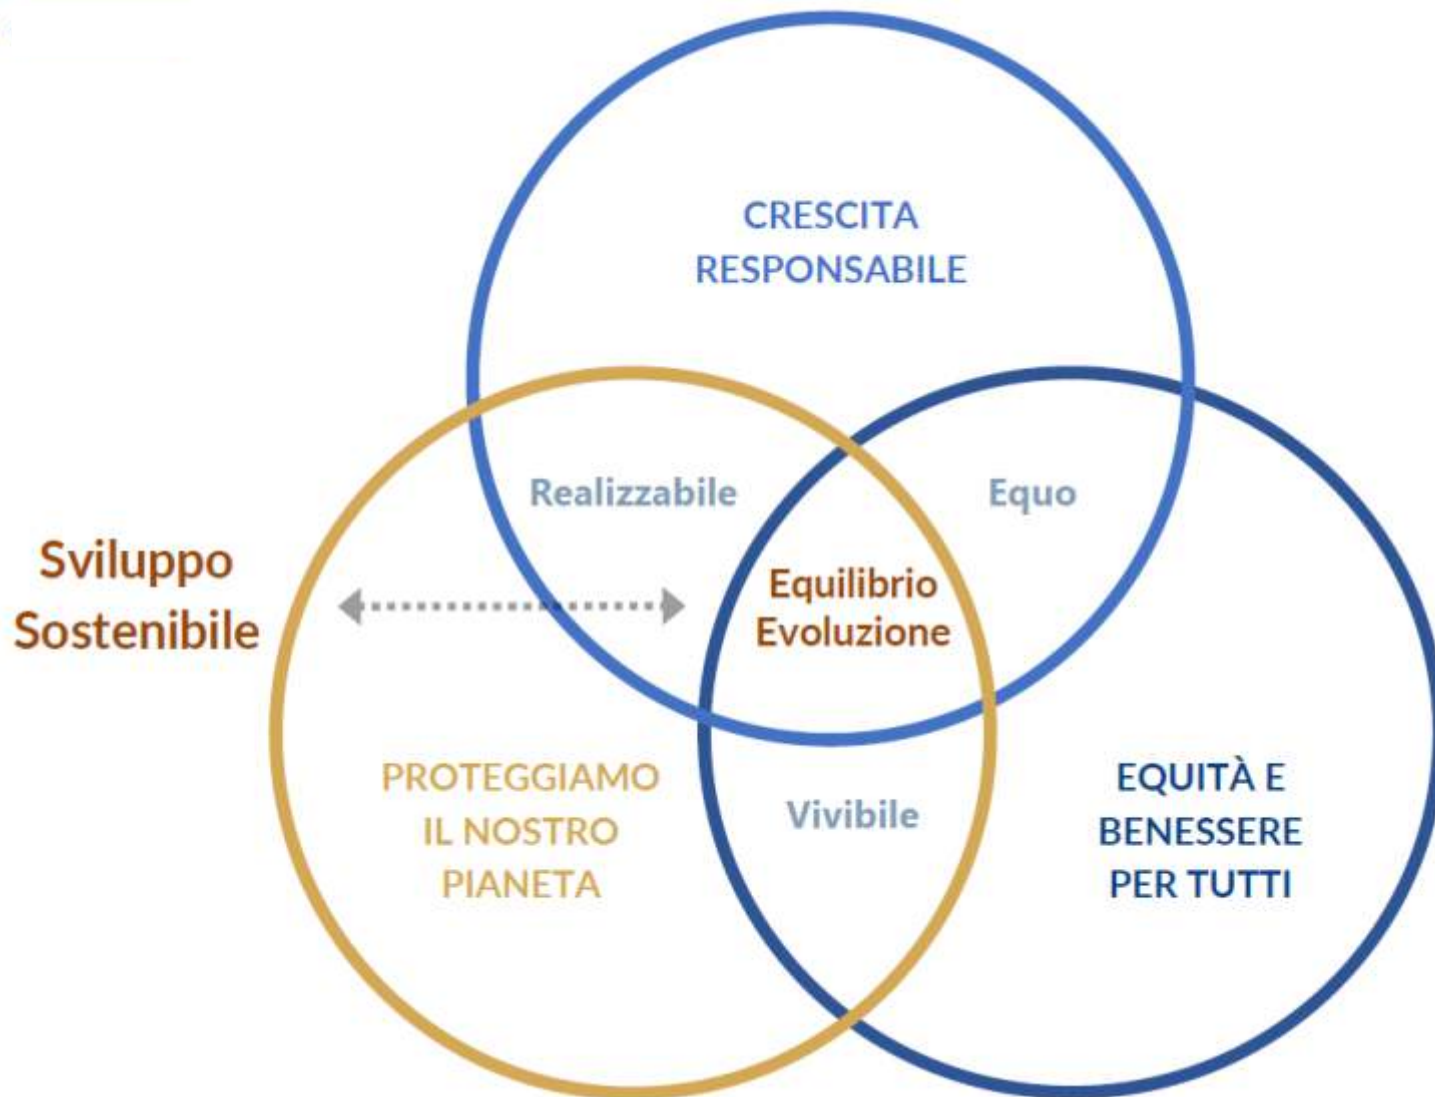 CRESCITA
RESPONSABILE
Realizzabile
Equo
Sviluppo
Sostenibile
Equilibrio
Evoluzione
PROTEGGIAMO
IL NOSTRO
PIANETA
Vivibile
EQUITÀ E
BENESSERE
PER TUTTI